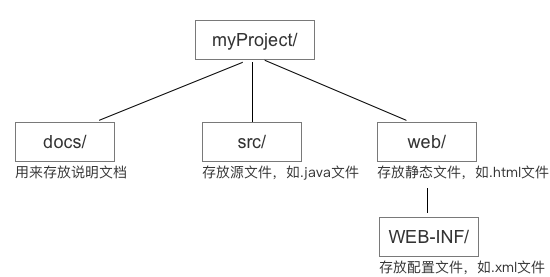 myProject/
docs/
src/
web/
用来存放说明文档
存放源文件，如.java文件
存放静态文件，如.html文件
WEB-INF/
存放配置文件，如.xml文件